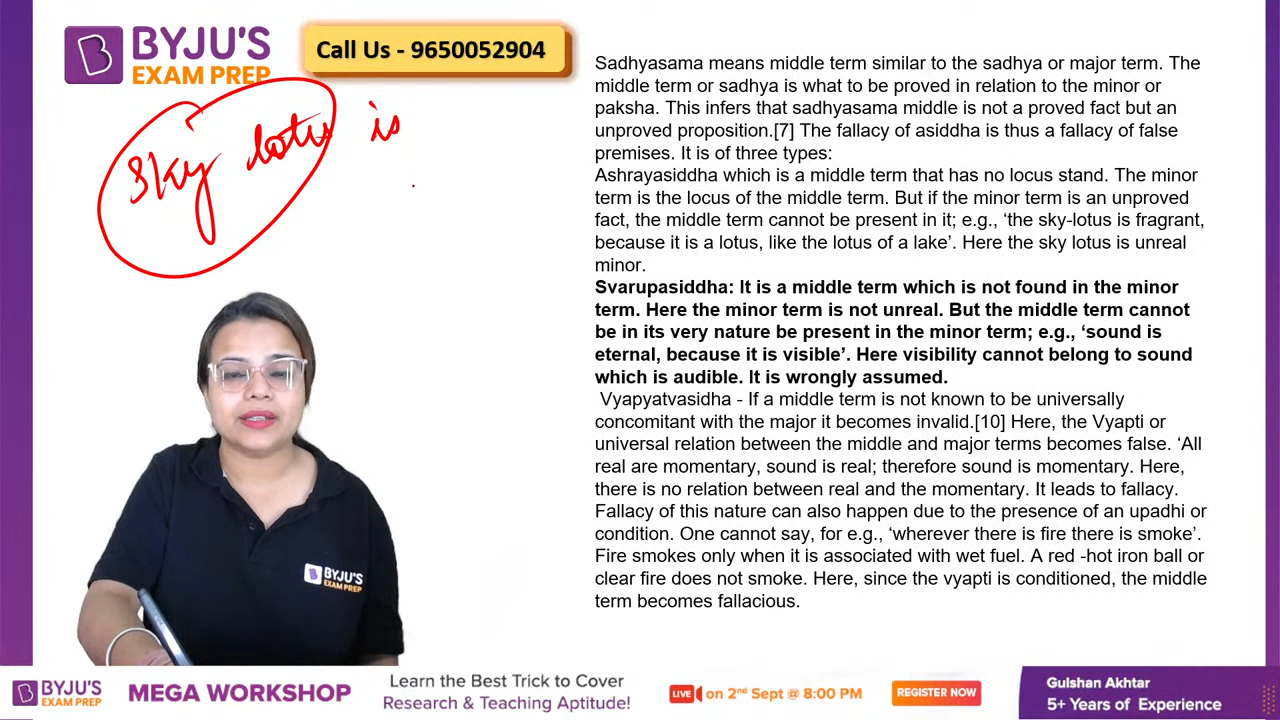 BYJU'S
EXAM PREP
Call Us - 9650052904
Sky lotus is
Sadhyasama means middle term similar to the sadhya or major term. The
middle term or sadhya is what to be proved in relation to the minor or
paksha. This infers that sadhyasama middle is not a proved fact but an
unproved proposition.[7] The fallacy of asiddha is thus a fallacy of false
premises. It is of three types:
Ashrayasiddha which is a middle term that has no locus stand. The minor
term is the locus of the middle term. But if the minor term is an unproved
fact, the middle term cannot be present in it; e.g., ‘the sky-lotus is fragrant,
because it is a lotus, like the lotus of a lake’. Here the sky lotus is unreal
minor.
Svarupasiddha: It is a middle term which is not found in the minor
term. Here the minor term is not unreal. But the middle term cannot
be in its very nature be present in the minor term; e.g., ‘sound is
eternal, because it is visible’. Here visibility cannot belong to sound
which is audible. It is wrongly assumed.
Vyapyatvasidha - If a middle term is not known to be universally
concomitant with the major it becomes invalid.[10] Here, the Vyapti or
universal relation between the middle and major terms becomes false. ‘All
real are momentary, sound is real; therefore sound is momentary. Here,
there is no relation between real and the momentary. It leads to fallacy.
Fallacy of this nature can also happen due to the presence of an upadhi or
condition. One cannot say, for e.g., ‘wherever there is fire there is smoke’.
Fire smokes only when it is associated with wet fuel. A red -hot iron ball or
clear fire does not smoke. Here, since the vyapti is conditioned, the middle
term becomes fallacious.
BYJU'S
EXAM PREP
BYJU'S
EXAM PREP
MEGA WORKSHOP
Learn the Best Trick to Cover
Research & Teaching Aptitude!
LIVE on 2nd Sept @ 8:00 PM
REGISTER NOW
Gulshan Akhtar
5+ Years of Experience